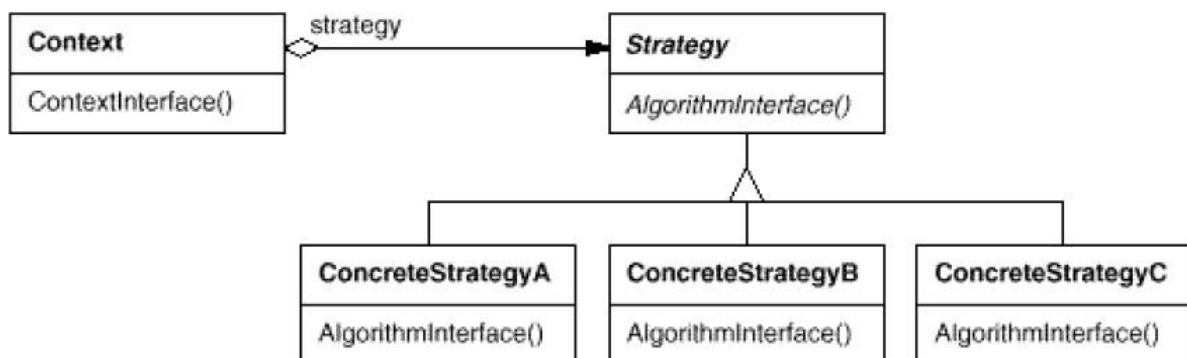 strategy
Context
Strategy
ContextInterface()
AlgorithmInterface()
ConcreteStrategyA
ConcreteStrategyB
ConcreteStrategyC
AlgorithmInterface()
AlgorithmInterface()
AlgorithmInterface()